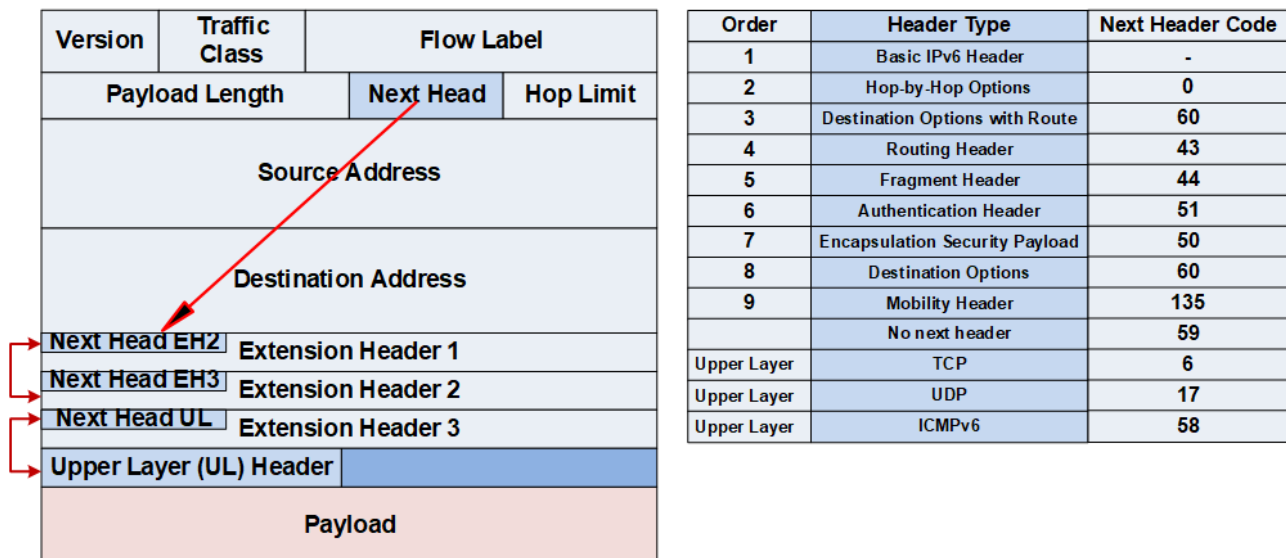 Version
Traffic
Class
Flow Label
Payload Length
Next Head
Hop Limit
Source Address
Destination Address
Next Head EH2
Extension Header 1
Next Head EH3
Extension Header 2
Next Head UL
Extension Header 3
Upper Layer (UL) Header
Payload
Order Header Type Next Header Code
1 Basic IPv6 Header -
2 Hop-by-Hop Options 0
3 Destination Options with Route 60
4 Routing Header 43
5 Fragment Header 44
6 Authentication Header 51
7 Encapsulation Security Payload 50
8 Destination Options 60
9 Mobility Header 135
No next header 59
Upper Layer TCP 6
Upper Layer UDP 17
Upper Layer ICMPv6 58